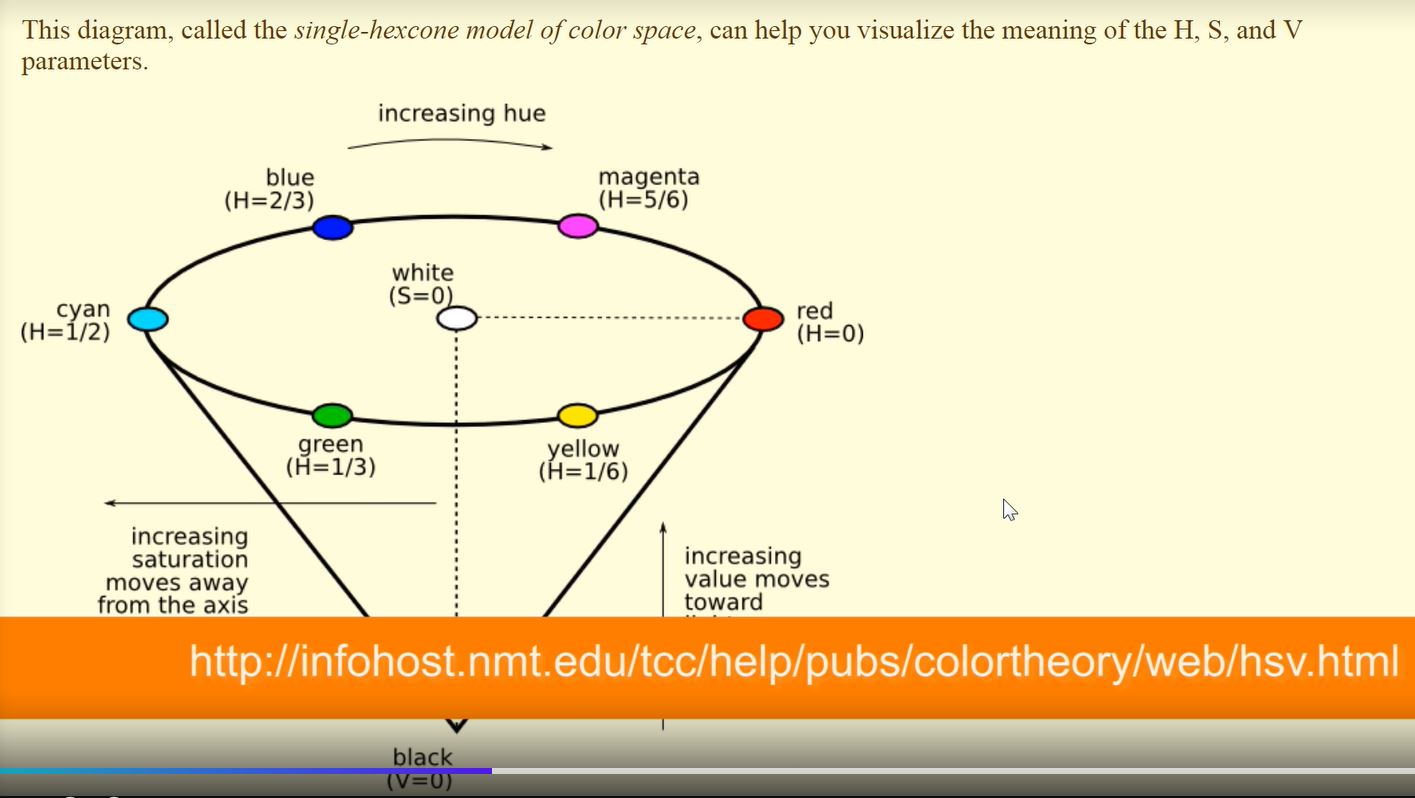 This diagram, called the single-hexcone model of color space, can help you visualize the meaning of the H, S, and V
parameters.
increasing hue
blue
(H=2/3)
magenta
(H=5/6)
white
(S=0)
cyan
(H=1/2)
red
(H=0)
green
(H=1/3)
yellow
(H=1/6)
increasing
saturation
moves away
from the axis
increasing
value moves
toward
http://infohost.nmt.edu/tcc/help/pubs/colortheory/web/hsv.html
black
(V=0)